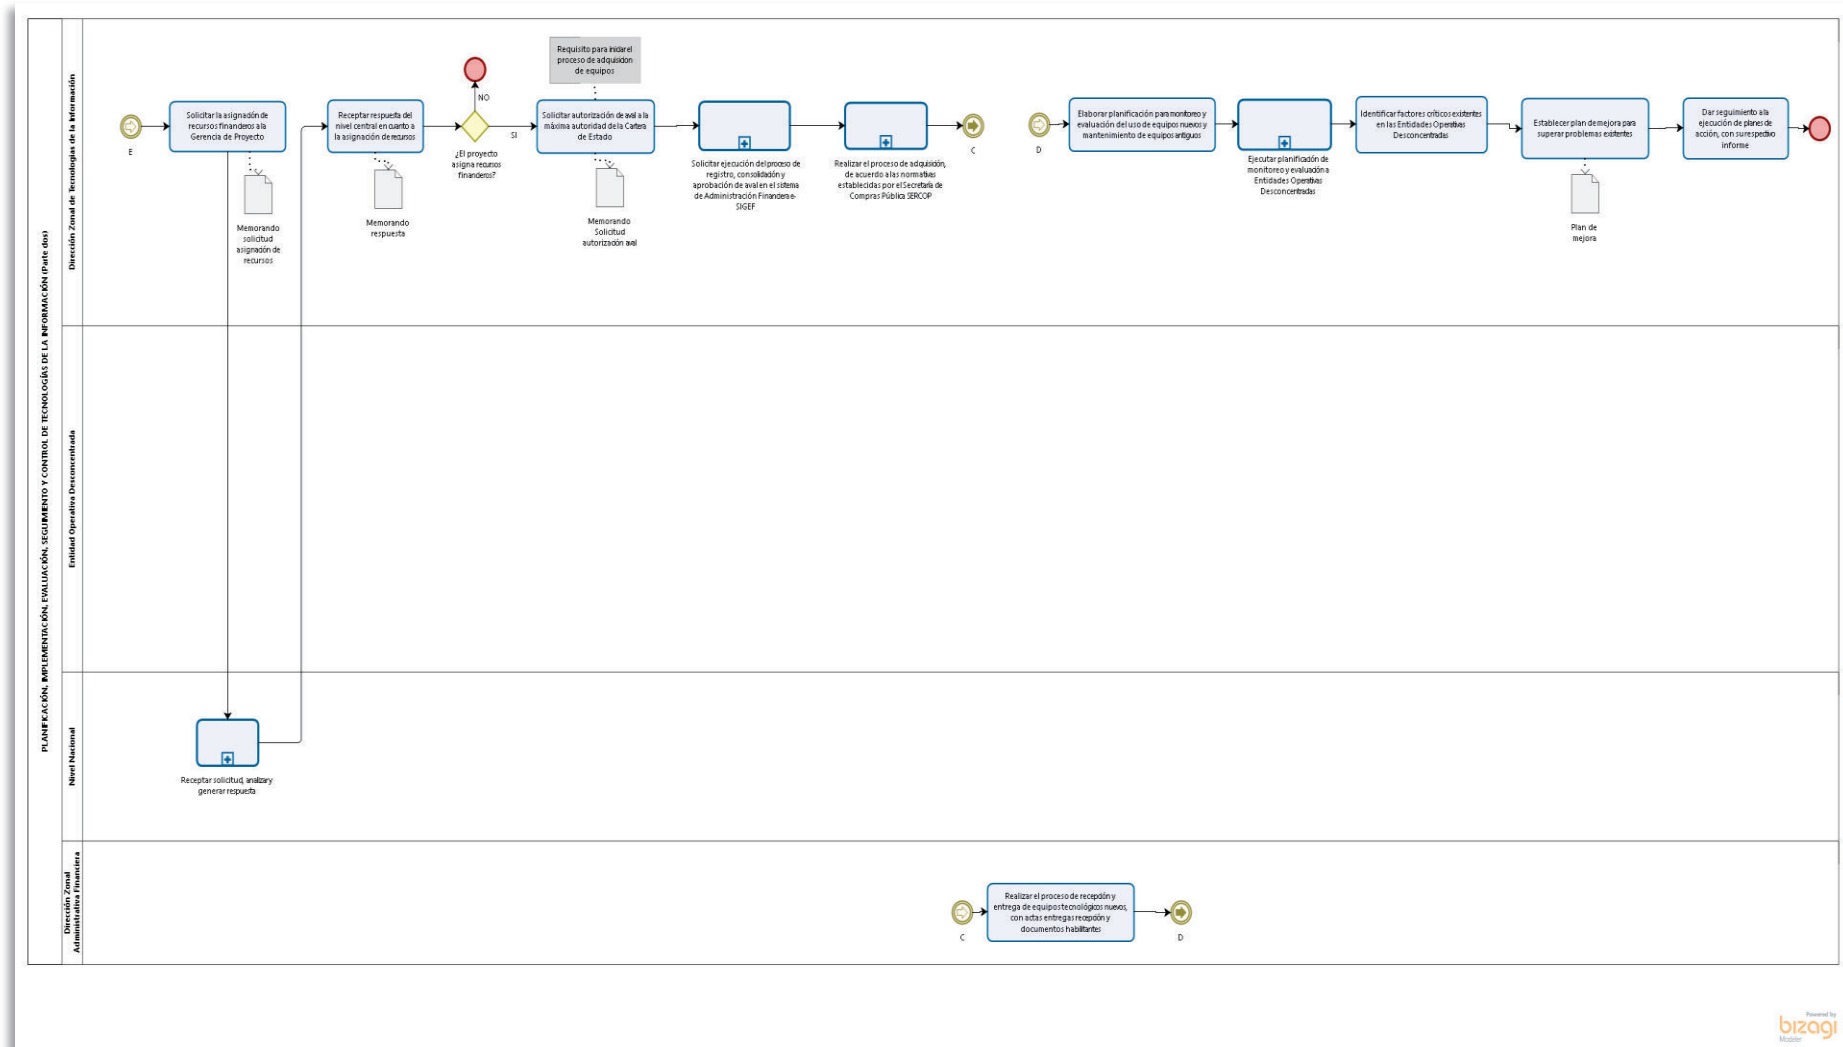 PLANIFICACIÓN, IMPLEMENTACIÓN, EVALUACIÓN, SEGUIMIENTO Y CONTROL DE TECNOLOGÍAS DE LA INFORMACIÓN (Parte dos)
Dirección Zonal de Tecnologías de la Información
E
Solicitar la asignación de
recursos financieros a la
Gerencia de Proyecto
Memorando
solicitud
asignación de
recursos
Receptar respuesta del
nivel central en cuanto a
la asignación de recursos
Memorando
respuesta
NO
SI
¿El proyecto
asigna recursos
financieros?
Requisito para iniciar el
proceso de adquisicion
de equipos
Solicitar autorización de aval a la
máxima autoridad de la Cartera
de Estado
Memorando
Solicitud
autorización aval
Solicitar ejecución del proceso de
registro, consolidación y
aprobación de aval en el sistema
de Administración Financiera e-
SIGEF
Realizar el proceso de adquisición,
de acuerdo a las normativas
establecidas por el Secretaría de
Compras Pública SERCOP
C
D
Elaborar planificación para monitoreo y
evaluación del uso de equipos nuevos y
mantenimiento de equipos antiguos
Ejecutar planificación de
monitoreo y evaluación a
Entidades Operativas
Desconcentradas
Identificar factores críticos existentes
en las Entidades Operativas
Desconcentradas
Establecer plan de mejora para
superar problemas existentes
Plan de
mejora
Dar seguimiento a la
ejecución de planes de
acción, con su respectivo
informe
Entidad Operativa Desconcentrada
Nivel Nacional
Receptar solicitud, analizar y
generar respuesta
Dirección Zonal
Administrativa Financiera
C
Realizar el proceso de recepción y
entrega de equipos tecnológicos nuevos,
con actas entregas recepción y
documentos habilitantes
D
Powered by
bizagi
Modeler